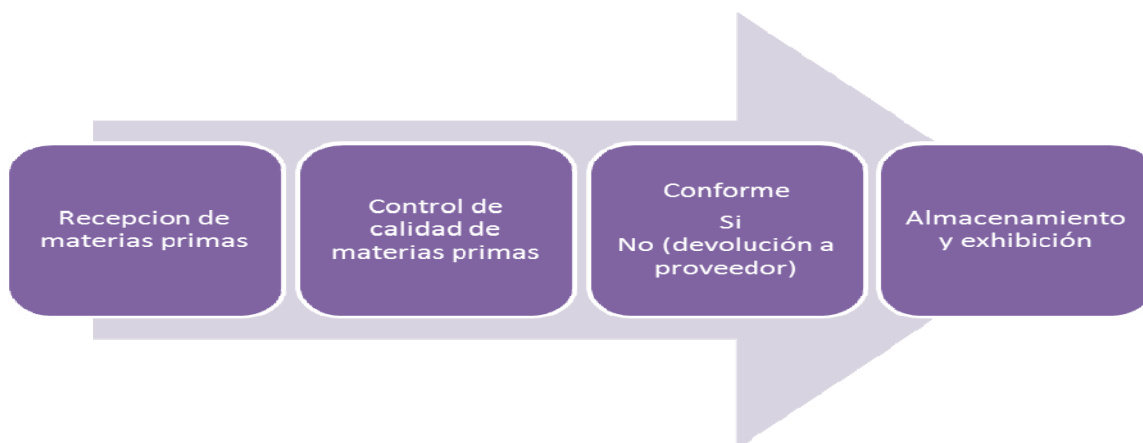 Recepcion de
materias primas
Control de
calidad de
materias primas
Conforme
Si
No (devolución a
proveedor)
Almacenamiento
y exhibición